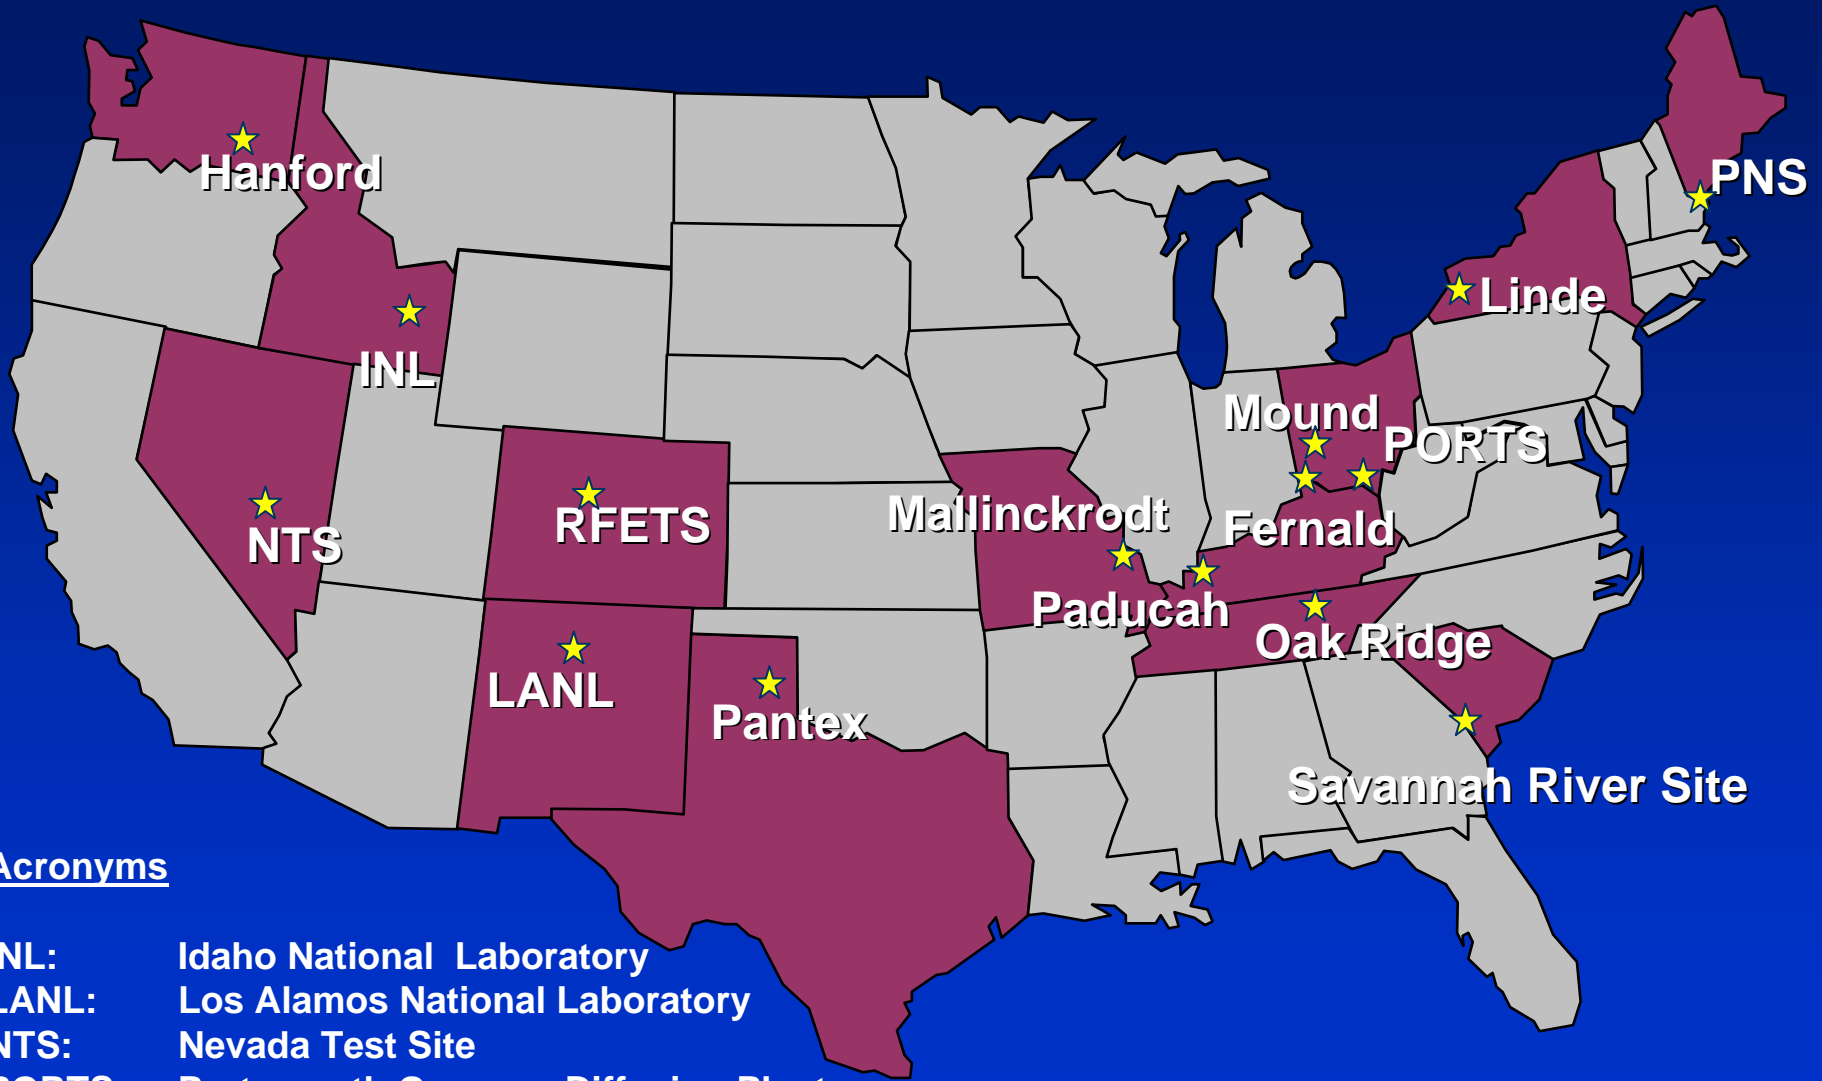 PNS
Hanford
Linde
INL
Mound
PORTS
Mallinckrodt
RFETS
Fernald
NTS
Paducah
Oak Ridge
LANL
Pantex
Savannah River Site
Acronyms
INL: Idaho National Laboratory
LANL: Los Alamos National Laboratory
NTS: Nevada Test Site